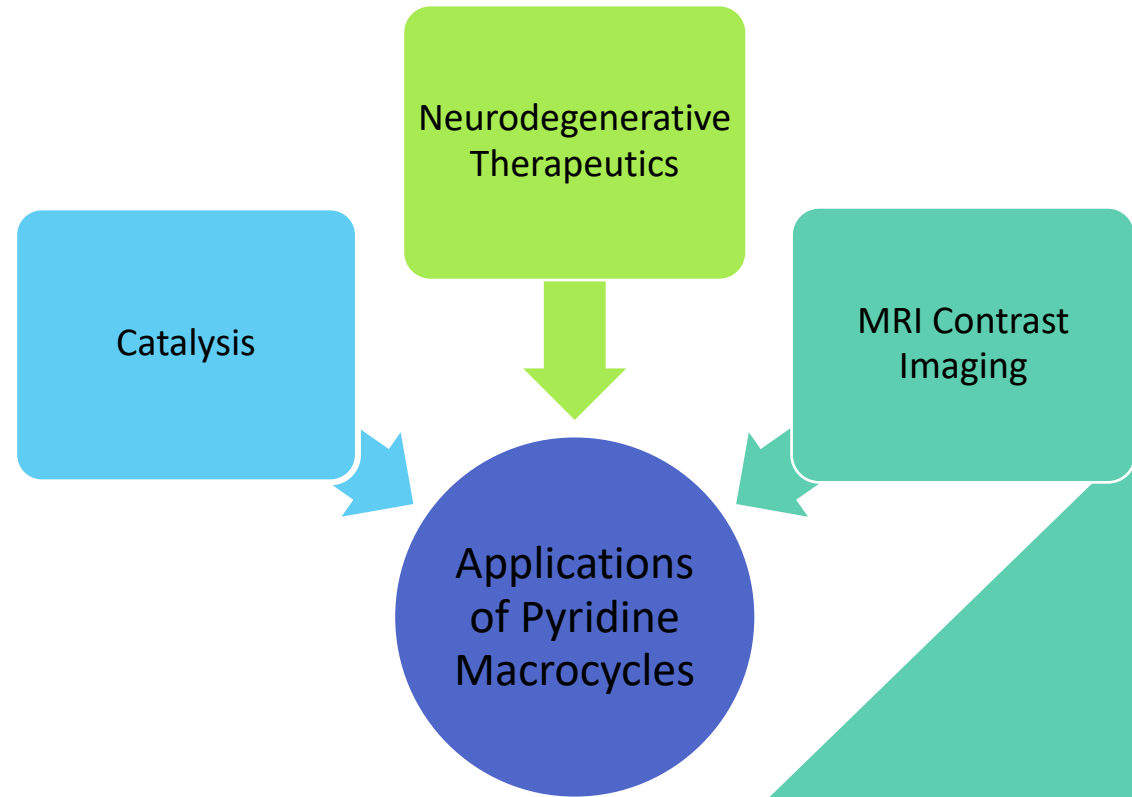 Neurodegenerative
Therapeutics
Catalysis
MRI Contrast
Imaging
Applications
of Pyridine
Macrocycles